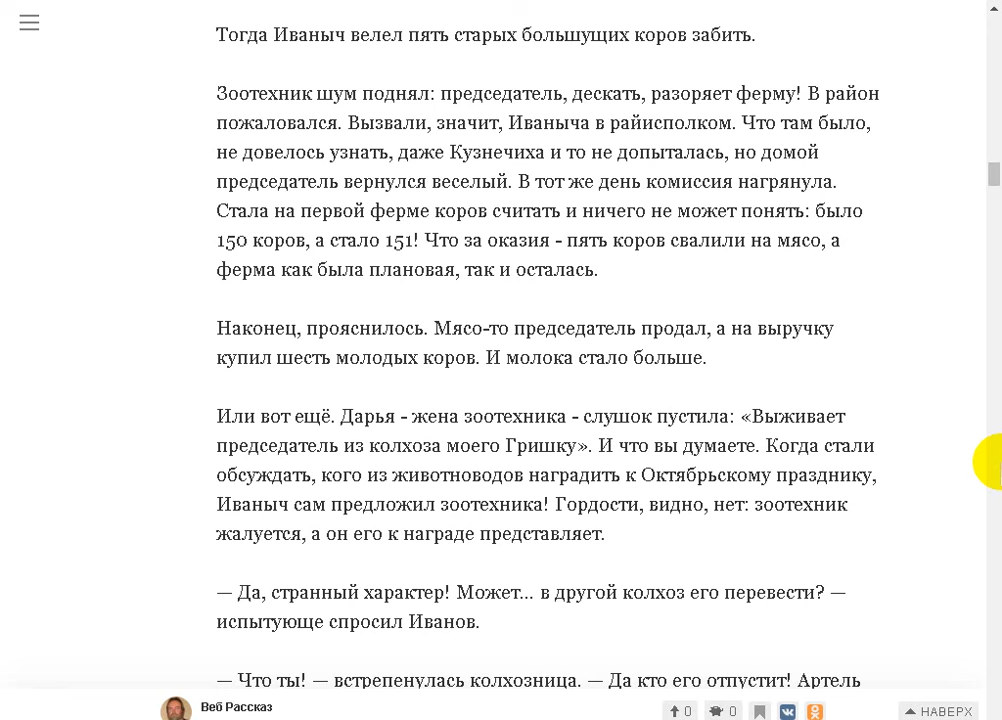 Тогда Иваныч велел пять старых большущих коров забить.
Зоотехник шум поднял: председатель, дескать, разоряет ферму! В район
пожаловался. Вызвали, значит, Иваныча в райисполком. Что там было,
не довелось узнать, даже Кузнечиха и то не допыталась, но домой
председатель вернулся веселый. В тот же день комиссия нагрянула.
Стала на первой ферме коров считать и ничего не может понять: было
150 коров, а стало 151! Что за оказия - пять коров свалили на мясо, а
ферма как была плановая, так и осталась.
Наконец, прояснилось. Мясо-то председатель продал, а на выручку
купил шесть молодых коров. И молока стало больше.
Или вот ещё. Дарья - жена зоотехника - слушок пустила: «Выживает
председатель из колхоза моего Гришку». И что вы думаете. Когда стали
обсуждать, кого из животноводов наградить к Октябрьскому празднику,
Иваныч сам предложил зоотехника! Гордости, видно, нет: зоотехник
жалуется, а он его к награде представляет.
— Да, странный характер! Может... в другой колхоз его перевести? —
испытующе спросил Иванов.
— Что ты! — встрепенулась колхозница. — Да кто его отпустит! Артель
Веб Рассказ
0 0 НАВЕРХ